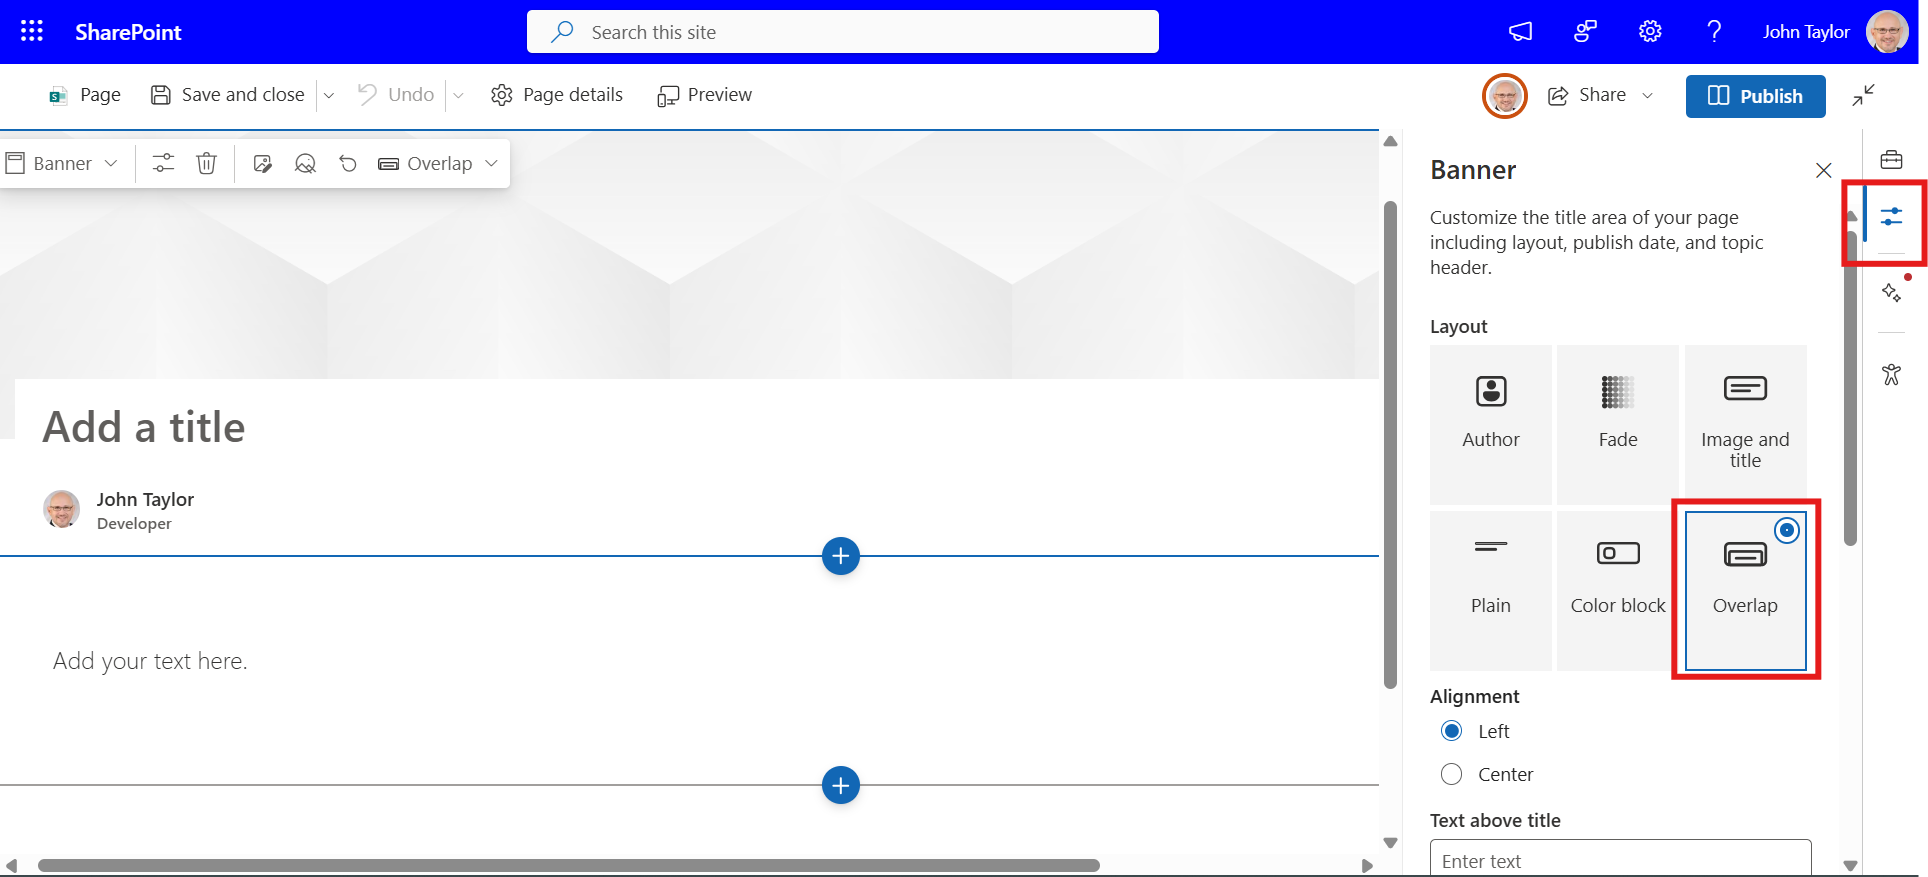 SharePoint
Search this site
John Taylor
Page
Save and close
Undo
Page details
Preview
Share
Publish
Banner
Overlap
Add a title
John Taylor
Developer
Add your text here.
Banner
Customize the title area of your page
including layout, publish date, and topic
header.
Layout
Author
Fade
Image and
title
Plain
Color block
Overlap
Alignment
Left
Center
Text above title
Enter text